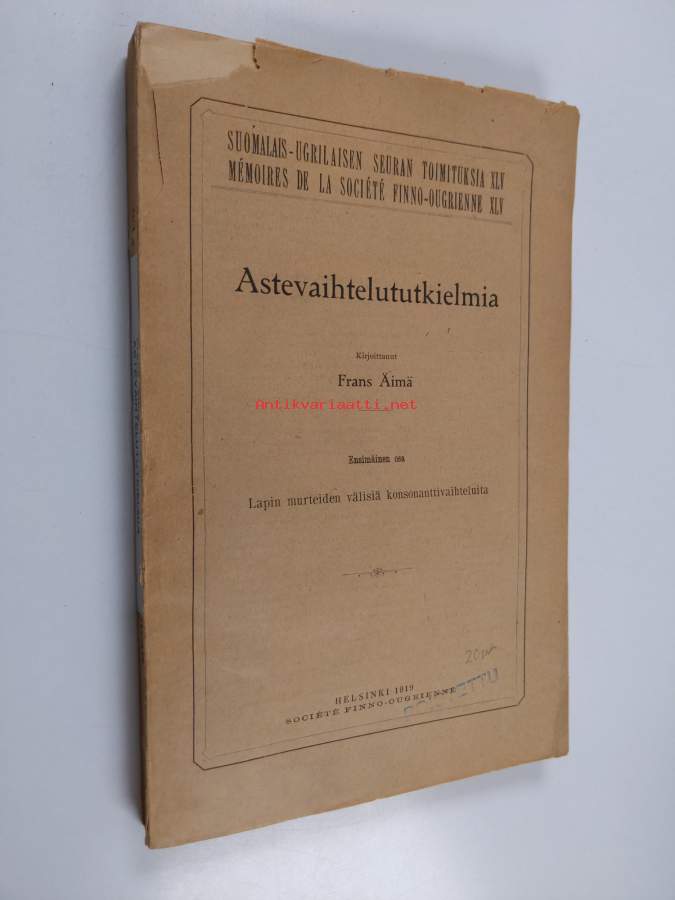 SUOMALAIS-UGRILAISEN SEURAN TOIMITUKSIA XLV
MÉMOIRES DE LA SOCIÉTÉ FINNO-OUGRIENNE XLV
Astevaihtelututkielmia
Kirjoittanut
Frans Äimä
Antikvariaatti.net
Ensimäinen osa
Lapin murteiden välisiä konsonanttivaihteluita
HELSINKI 1919
SOCIÉTÉ FINNO-OUGRIENNE